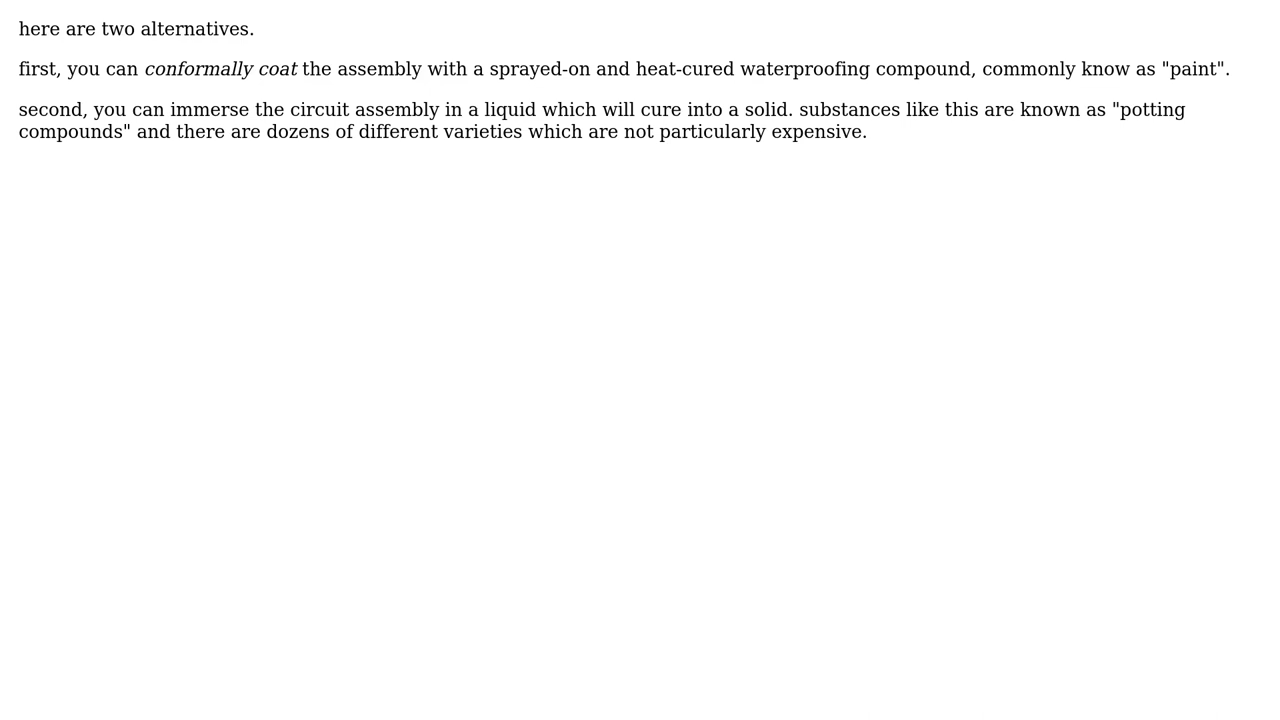 here are two alternatives.
first, you can conformally coat the assembly with a sprayed-on and heat-cured waterproofing compound, commonly know as "paint".
second, you can immerse the circuit assembly in a liquid which will cure into a solid. substances like this are known as "potting
compounds" and there are dozens of different varieties which are not particularly expensive.